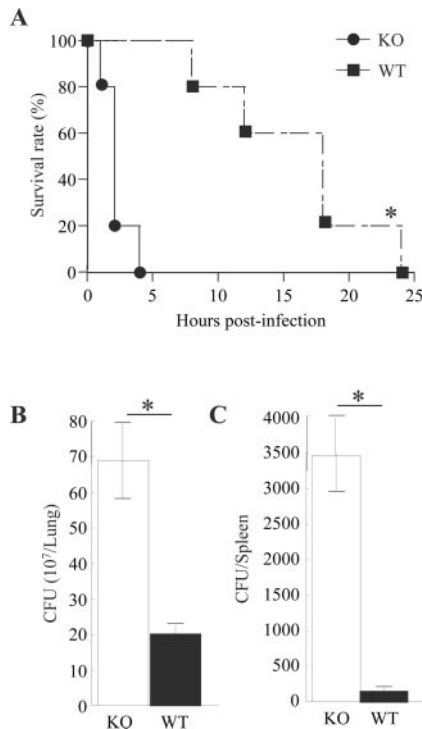 A
KO
WT
Survival rate (%)
100
80
60
40
20
0
*
0 5 10 15 20 25
Hours post-infection
B
*
CFU (10⁷/Lung)
80
70
60
50
40
30
20
10
0
KO WT
C
*
CFU/Spleen
4000
3500
3000
2500
2000
1500
1000
500
0
KO WT